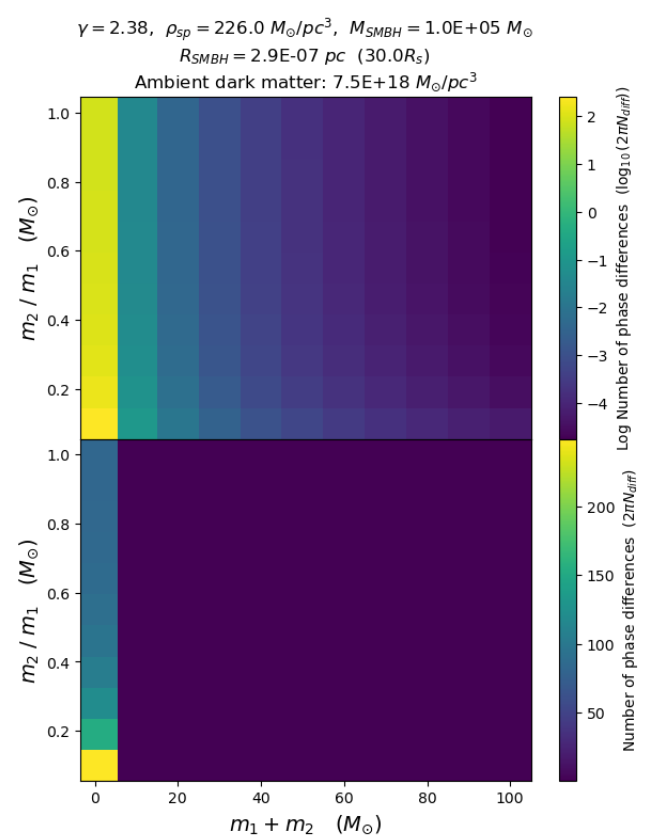 γ = 2.38, ρsp = 226.0 M⊙/pc³, MSMBH = 1.0E+05 M⊙
RSMBH = 2.9E-07 pc (30.0Rs)
Ambient dark matter: 7.5E+18 M⊙/pc³
1.0
0.8
0.6
0.4
0.2
m₂ / m₁ (M⊙)
2
1
0
−1
−2
−3
−4
Log Number of phase differences (log₁₀(2πNdiff))
1.0
0.8
0.6
0.4
0.2
m₂ / m₁ (M⊙)
200
150
100
50
Number of phase differences (2πNdiff)
0 20 40 60 80 100
m₁ + m₂ (M⊙)